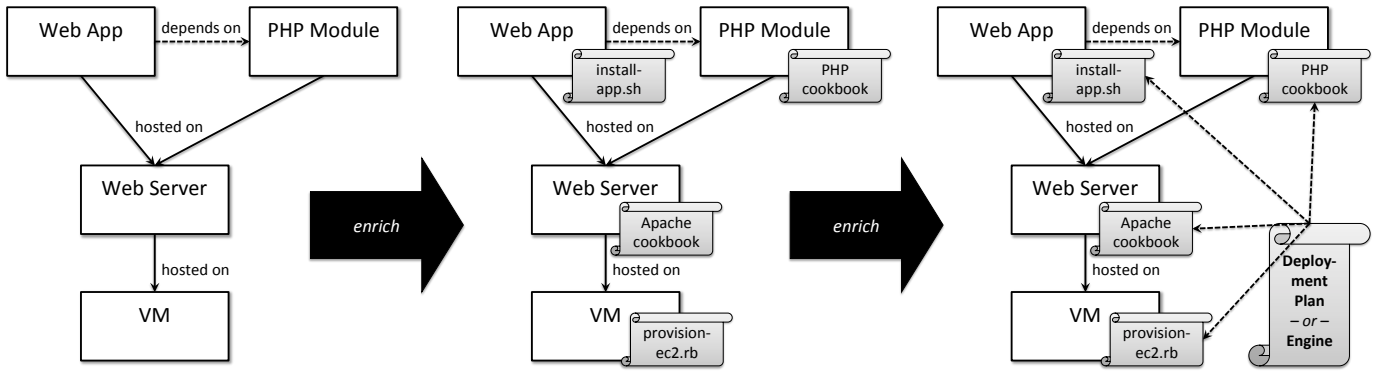 Web App
depends on
PHP Module
hosted on
Web Server
hosted on
VM
enrich
Web App
depends on
PHP Module
install-
app.sh
PHP
cookbook
hosted on
Web Server
Apache
cookbook
hosted on
VM
provision-
ec2.rb
enrich
Web App
depends on
PHP Module
install-
app.sh
PHP
cookbook
hosted on
Web Server
Apache
cookbook
hosted on
VM
provision-
ec2.rb
Deploy-
ment
Plan
– or –
Engine